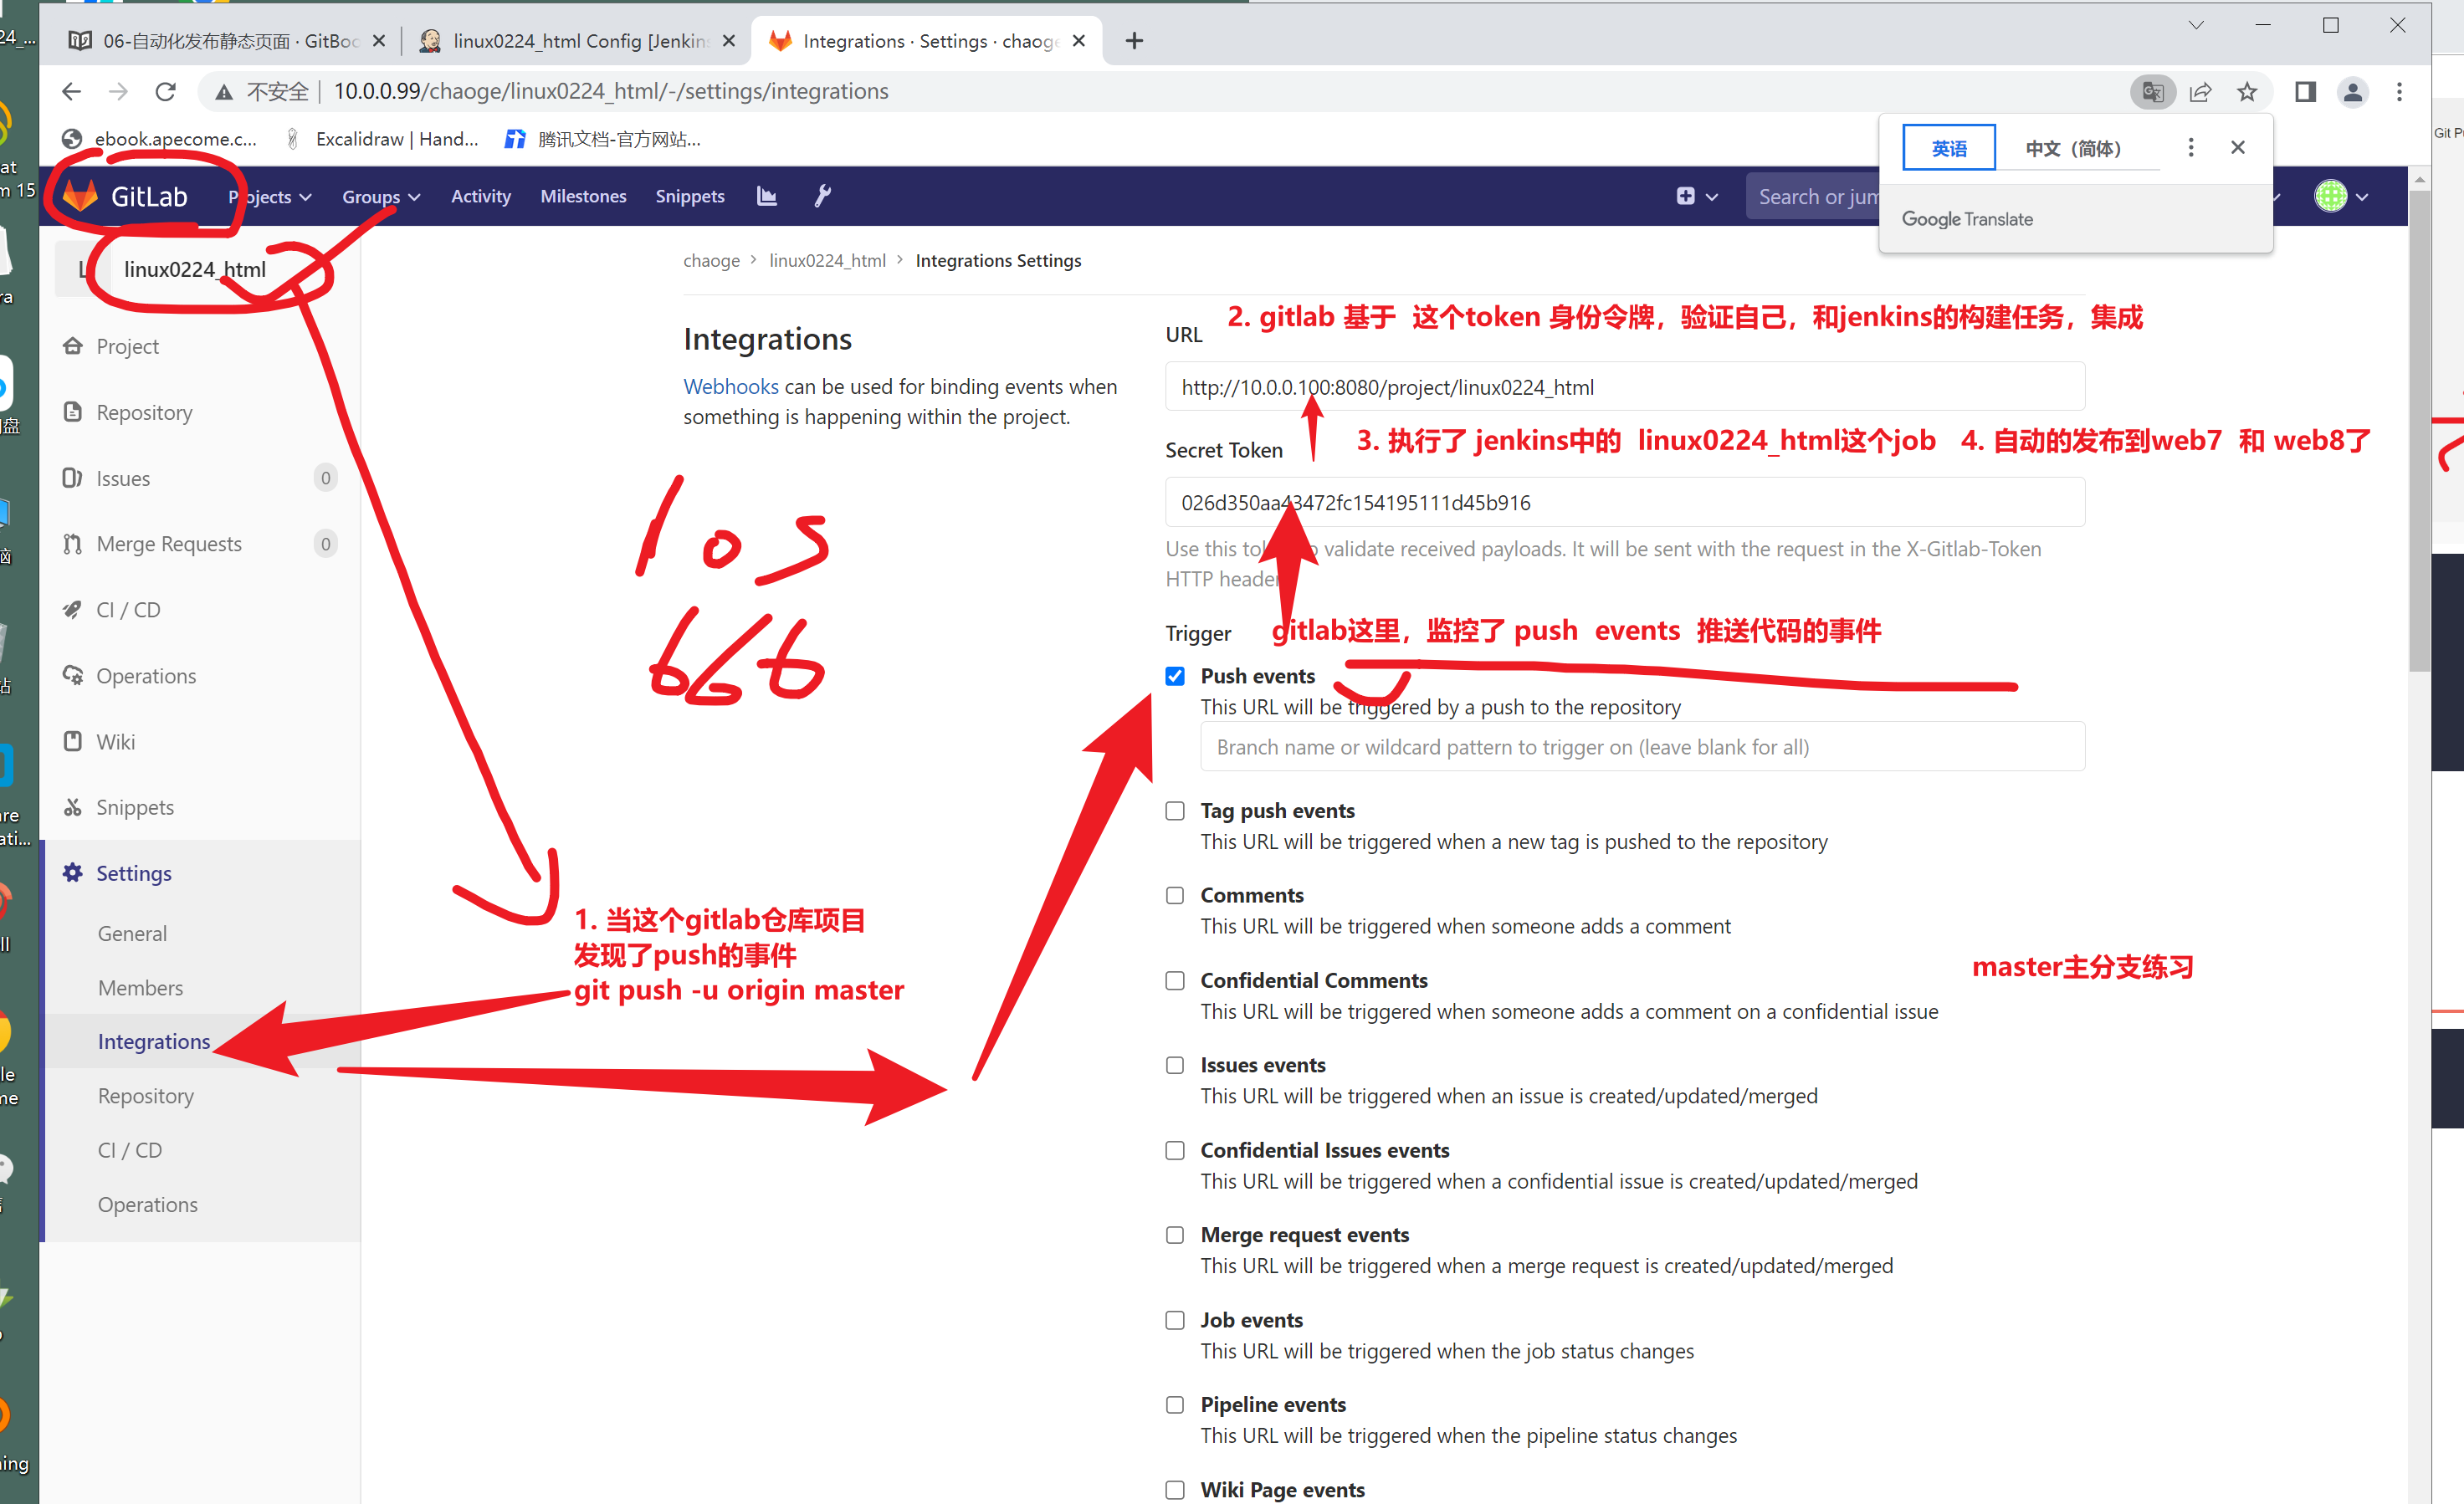 24_...
06-自动化发布静态页面 · GitBoo
linux0224_html Config [Jenkins
Integrations · Settings · chaoge
不安全
10.0.0.99/chaoge/linux0224_html/-/settings/integrations
ebook.apecome.c...
Excalidraw | Hand...
腾讯文档-官方网站...
英语
中文（简体）
Google Translate
GitLab
Projects
Groups
Activity
Milestones
Snippets
Search or jum
linux0224_html
Project
Repository
Issues
0
Merge Requests
0
CI / CD
Operations
Wiki
Snippets
Settings
General
Members
Integrations
Repository
CI / CD
Operations
chaoge
linux0224_html
Integrations Settings
Integrations
Webhooks can be used for binding events when
something is happening within the project.
666
1. 当这个gitlab仓库项目
发现了push的事件
git push -u origin master
2. gitlab 基于 这个token 身份令牌，验证自己，和jenkins的构建任务，集成
URL
http://10.0.0.100:8080/project/linux0224_html
3. 执行了 jenkins中的 linux0224_html这个job 4. 自动的发布到web7 和 web8了
Secret Token
026d350aa43472fc154195111d45b916
Use this to validate received payloads. It will be sent with the request in the X-Gitlab-Token
HTTP header
Trigger
gitlab这里，监控了 push events 推送代码的事件
Push events
This URL will be triggered by a push to the repository
Branch name or wildcard pattern to trigger on (leave blank for all)
Tag push events
This URL will be triggered when a new tag is pushed to the repository
Comments
This URL will be triggered when someone adds a comment
master主分支练习
Confidential Comments
This URL will be triggered when someone adds a comment on a confidential issue
Issues events
This URL will be triggered when an issue is created/updated/merged
Confidential Issues events
This URL will be triggered when a confidential issue is created/updated/merged
Merge request events
This URL will be triggered when a merge request is created/updated/merged
Job events
This URL will be triggered when the job status changes
Pipeline events
This URL will be triggered when the pipeline status changes
Wiki Page events